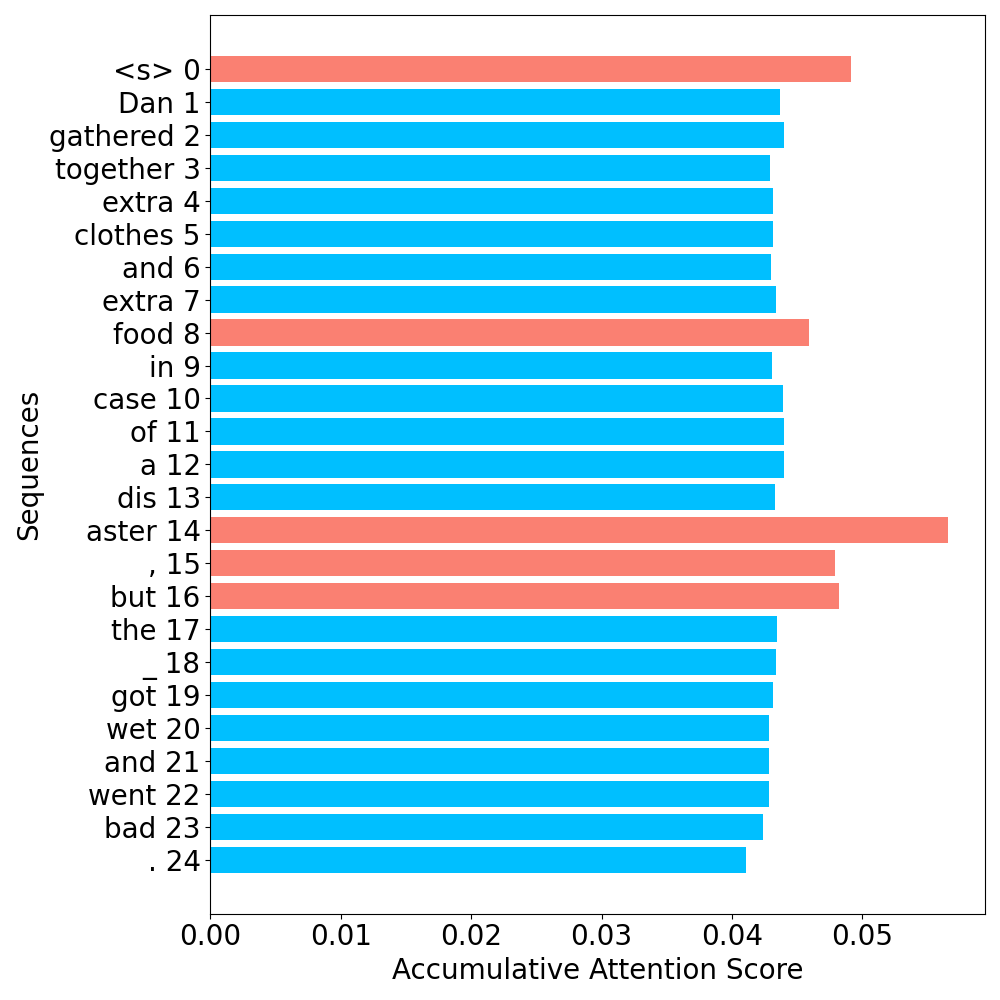 <s> 0
Dan 1
gathered 2
together 3
extra 4
clothes 5
and 6
extra 7
food 8
in 9
case 10
of 11
a 12
dis 13
aster 14
, 15
but 16
the 17
_ 18
got 19
wet 20
and 21
went 22
bad 23
. 24
Sequences
0.00 0.01 0.02 0.03 0.04 0.05
Accumulative Attention Score